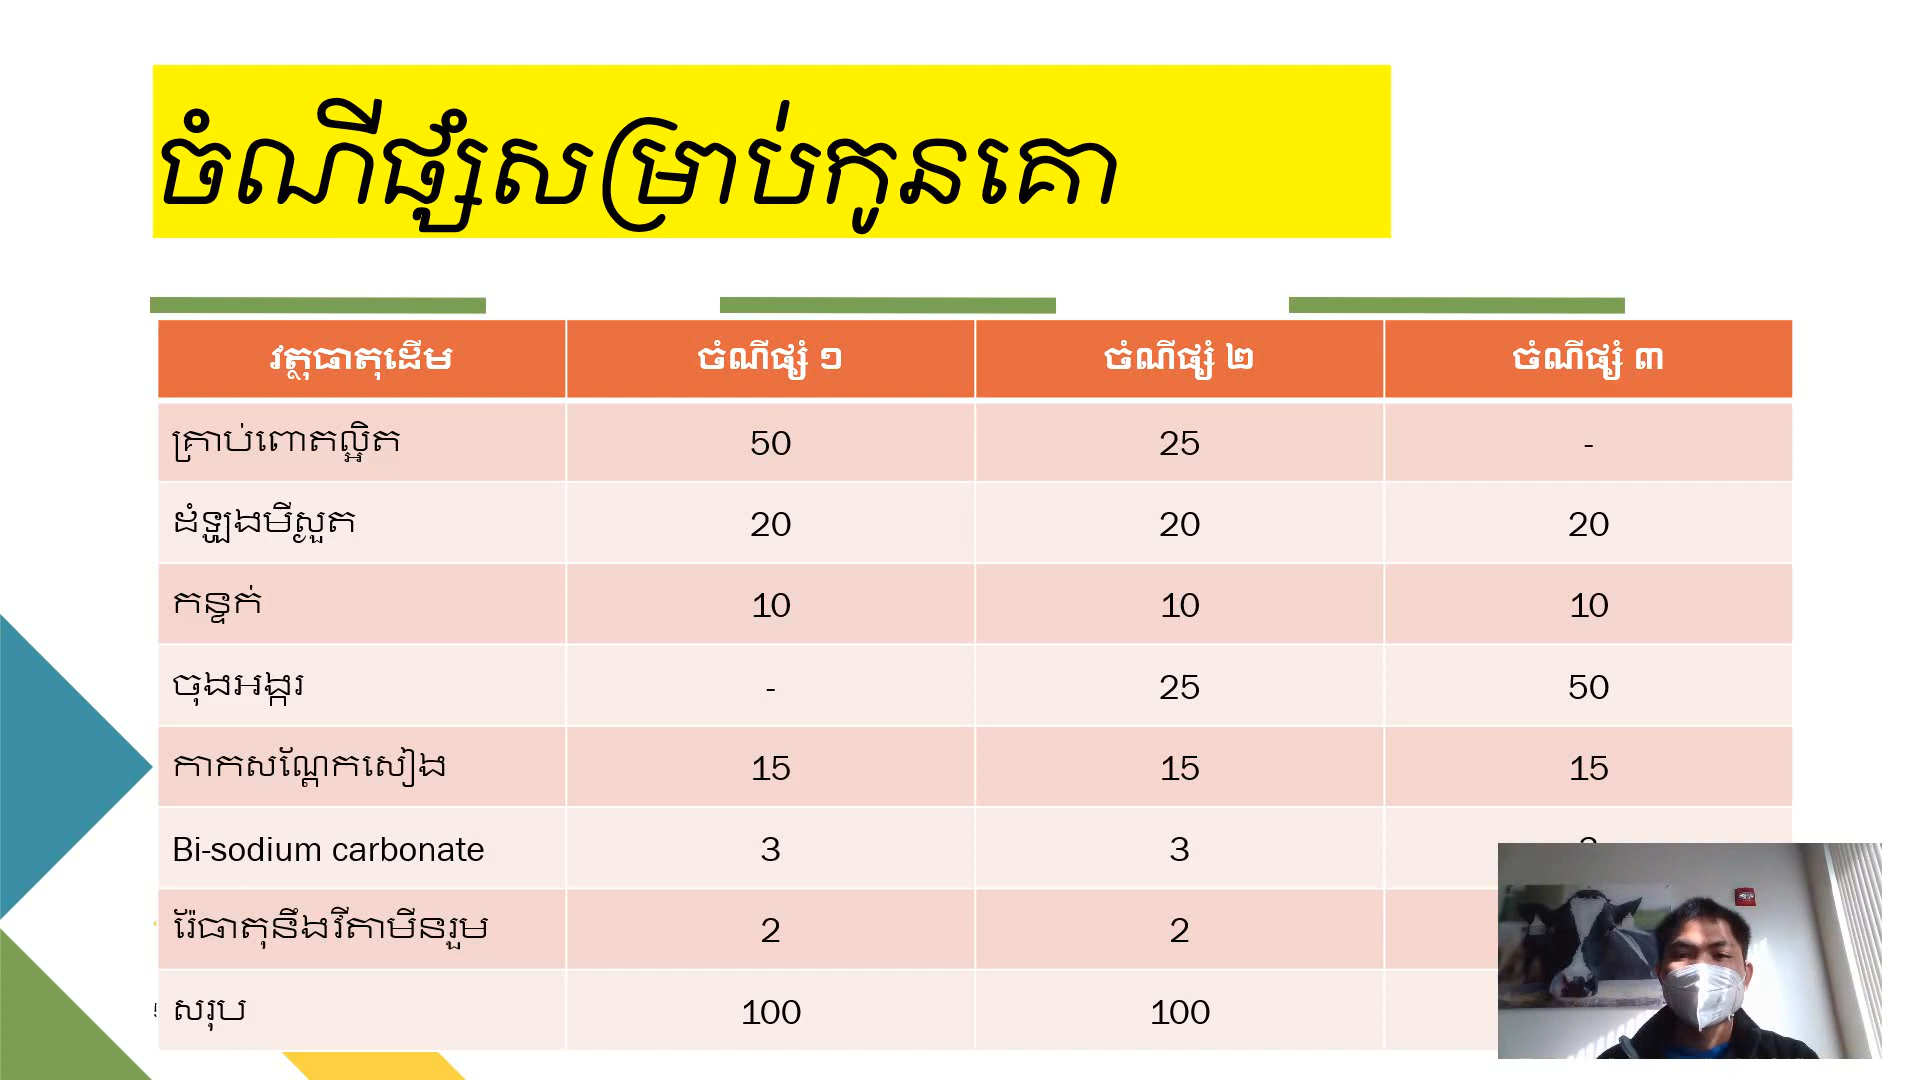 ចំណីផ្សំសម្រាប់កូនគោ
វត្ថុធាតុដើម ចំណីផ្សំ ១ ចំណីផ្សំ ២ ចំណីផ្សំ ៣
គ្រាប់ពោតល្អិត 50 25 -
ដំឡូងមីស្ងួត 20 20 20
កន្ទក់ 10 10 10
ចុងអង្ករ - 25 50
កាកសណ្តែកសៀង 15 15 15
Bi-sodium carbonate 3 3
រ៉ែធាតុនឹងវីតាមីនរួម 2 2
សរុប 100 100